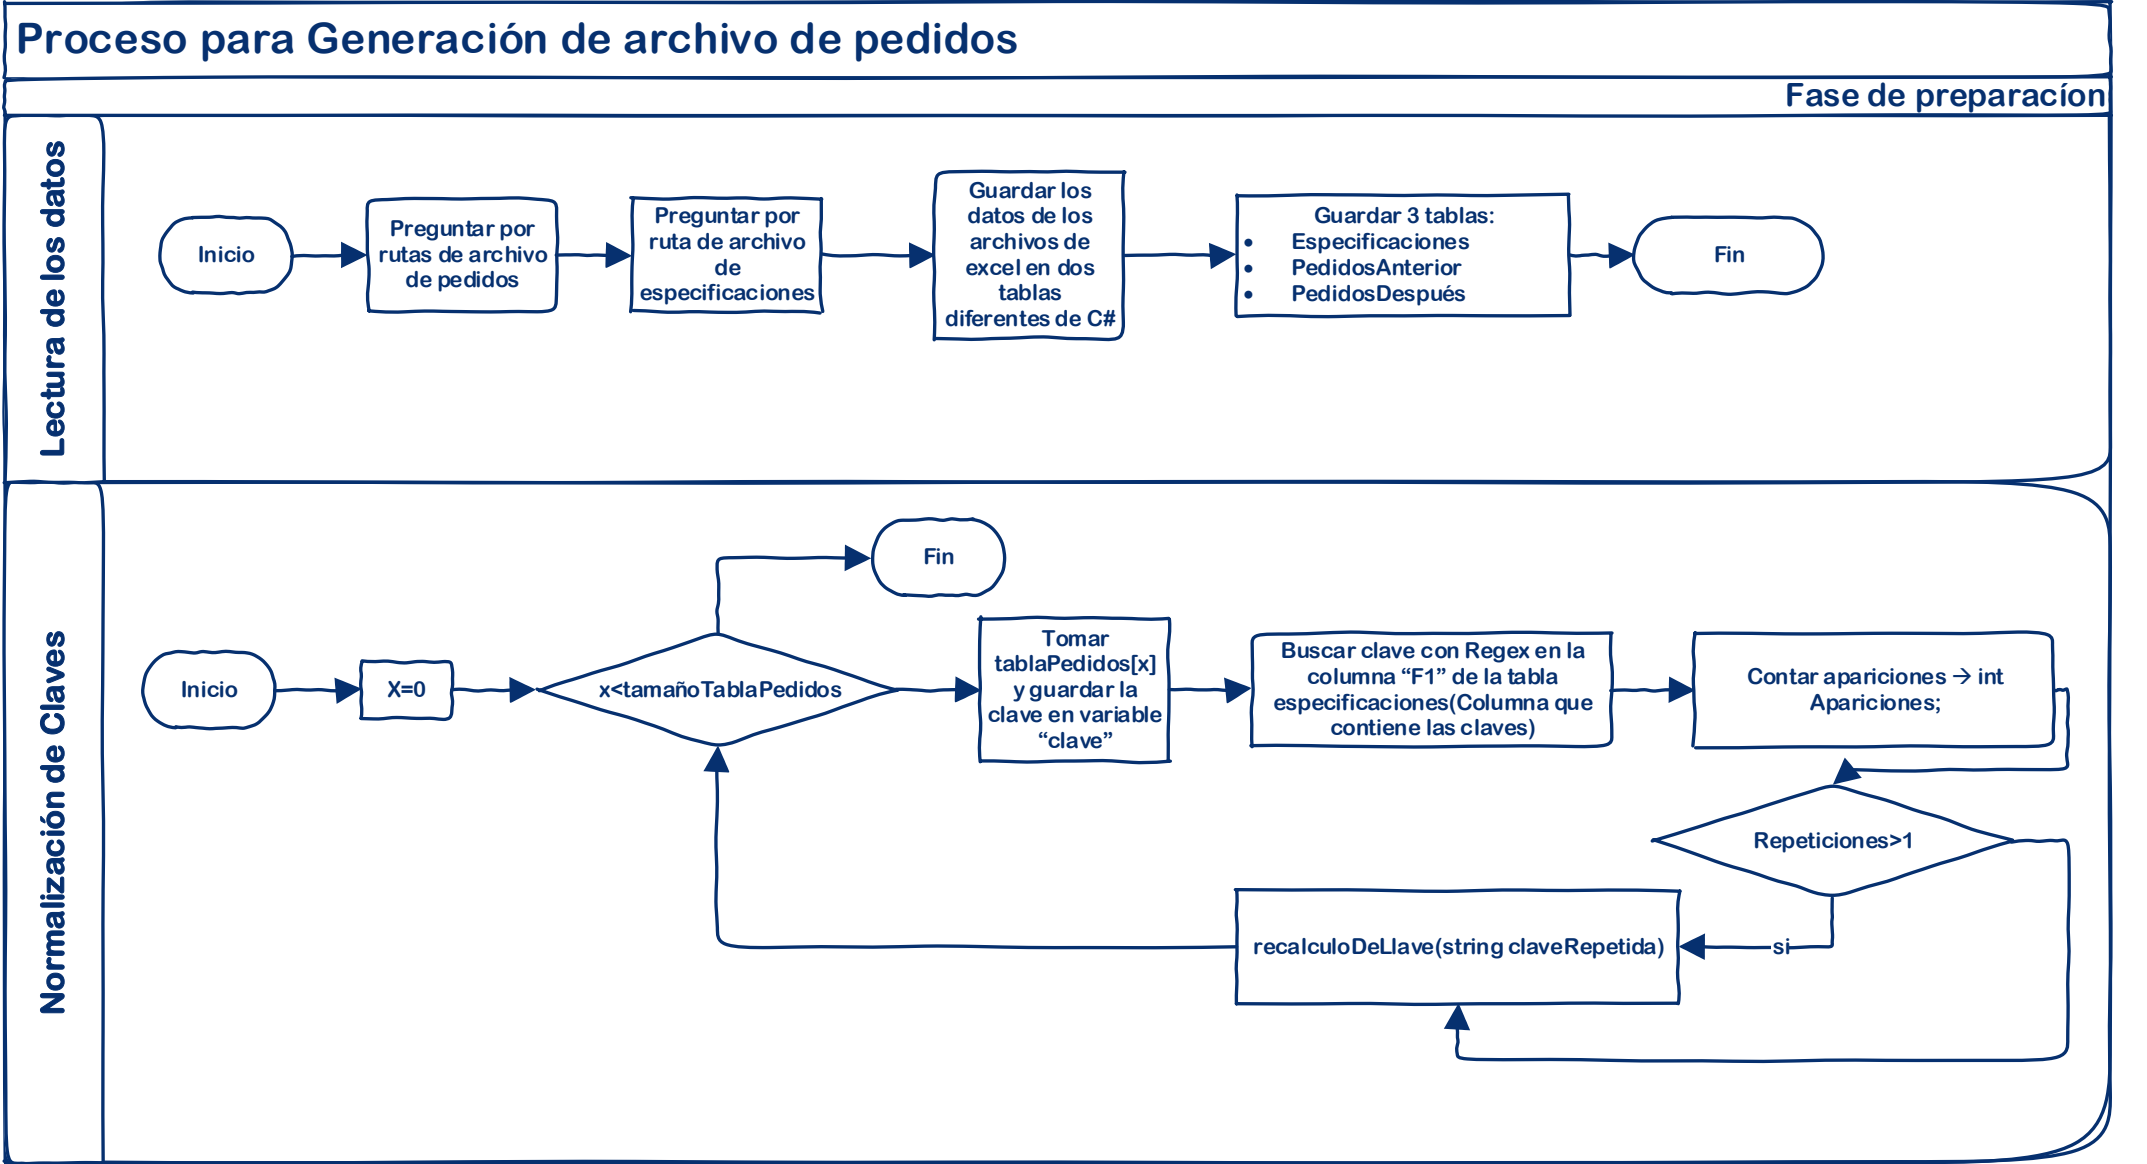 Proceso para Generación de archivo de pedidos
Fase de preparacíon
Lectura de los datos
Inicio
Preguntar por
rutas de archivo
de pedidos
Preguntar por
ruta de archivo
de
especificaciones
Guardar los
datos de los
archivos de
excel en dos
tablas
diferentes de C#
Guardar 3 tablas:
• Especificaciones
• PedidosAnterior
• PedidosDespués
Fin
Normalización de Claves
Fin
Inicio
X=0
x<tamañoTablaPedidos
Tomar
tablaPedidos[x]
y guardar la
clave en variable
“clave”
Buscar clave con Regex en la
columna “F1” de la tabla
especificaciones(Columna que
contiene las claves)
Contar apariciones → int
Apariciones;
Repeticiones>1
si
recalculoDeLlave(string claveRepetida)